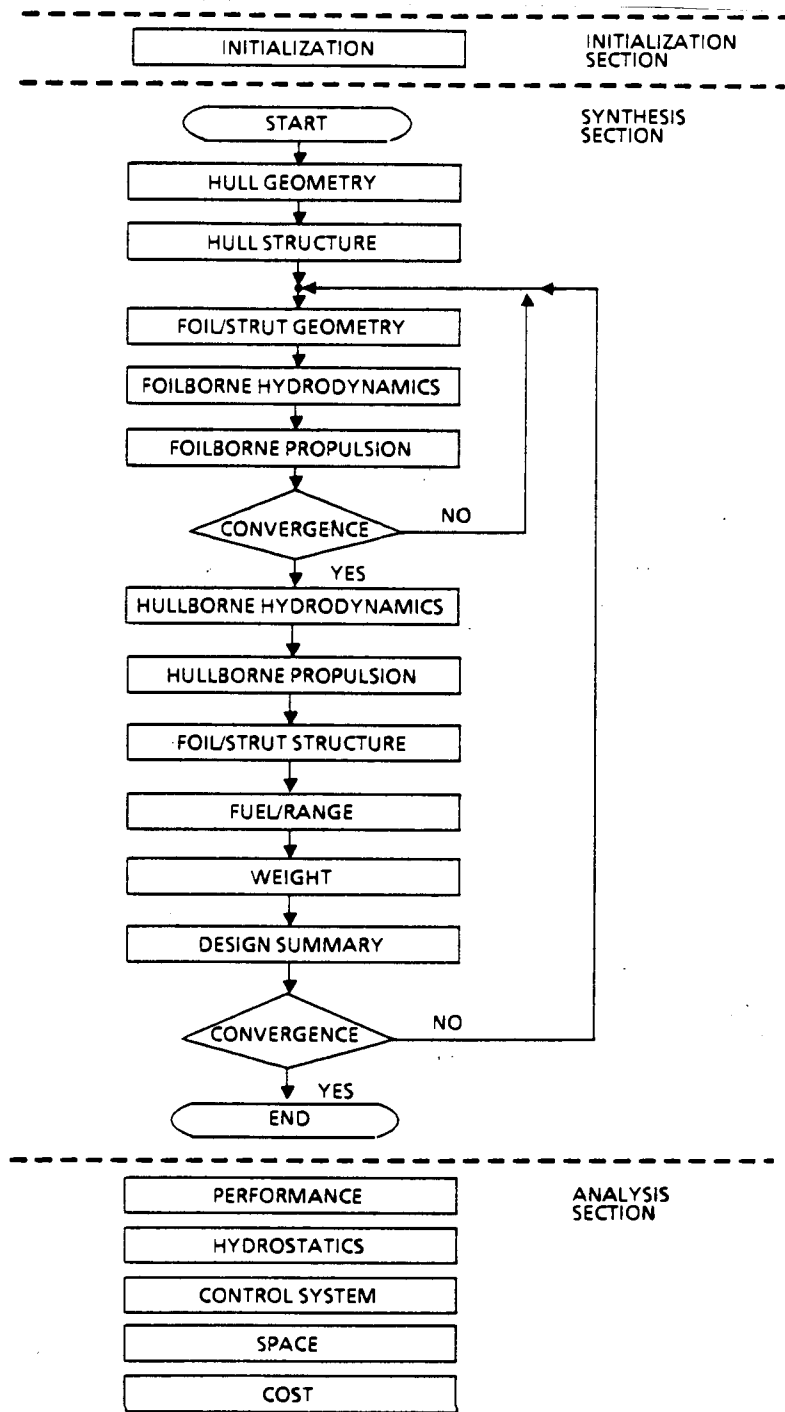 INITIALIZATION
INITIALIZATION
SECTION
START
SYNTHESIS
SECTION
HULL GEOMETRY
HULL STRUCTURE
FOIL/STRUT GEOMETRY
FOILBORNE HYDRODYNAMICS
FOILBORNE PROPULSION
CONVERGENCE
NO
YES
HULLBORNE HYDRODYNAMICS
HULLBORNE PROPULSION
FOIL/STRUT STRUCTURE
FUEL/RANGE
WEIGHT
DESIGN SUMMARY
CONVERGENCE
NO
YES
END
PERFORMANCE
ANALYSIS
SECTION
HYDROSTATICS
CONTROL SYSTEM
SPACE
COST